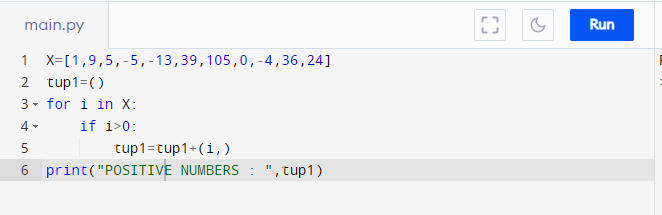 main.py
Run
1 X=[1,9,5,-5,-13,39,105,0,-4,36,24]
2 tup1=()
3 for i in X:
4     if i>0:
5         tup1=tup1+(i,)
6 print("POSITIVE NUMBERS : ",tup1)